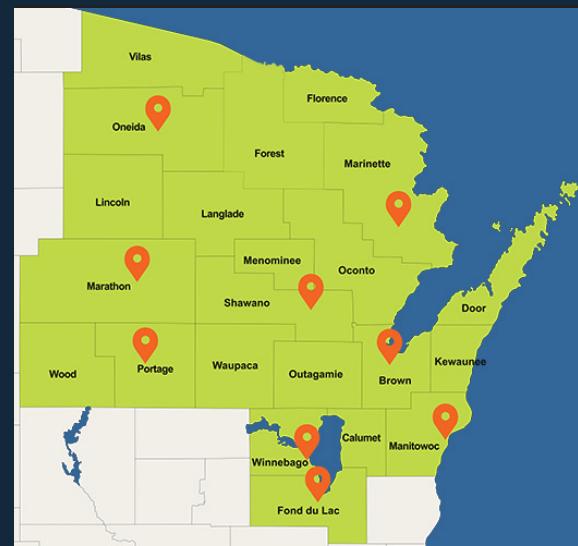 Vilas
Florence
Oneida
Forest
Marinette
Lincoln
Langlade
Menominee
Oconto
Marathon
Shawano
Door
Kewaunee
Waupaca
Portage
Wood
Outagamie
Brown
Calumet
Manitowoc
Winnebago
Fond du Lac